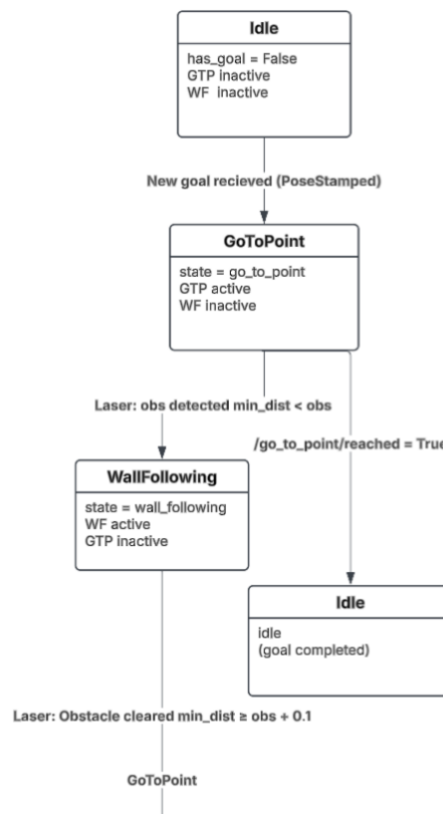 Idle
has_goal = False
GTP inactive
WF inactive
New goal recieved (PoseStamped)
GoToPoint
state = go_to_point
GTP active
WF inactive
Laser: obs detected min_dist < obs
/go_to_point/reached = True
WallFollowing
state = wall_following
WF active
GTP inactive
Idle
idle
(goal completed)
Laser: Obstacle cleared min_dist ≥ obs + 0.1
GoToPoint